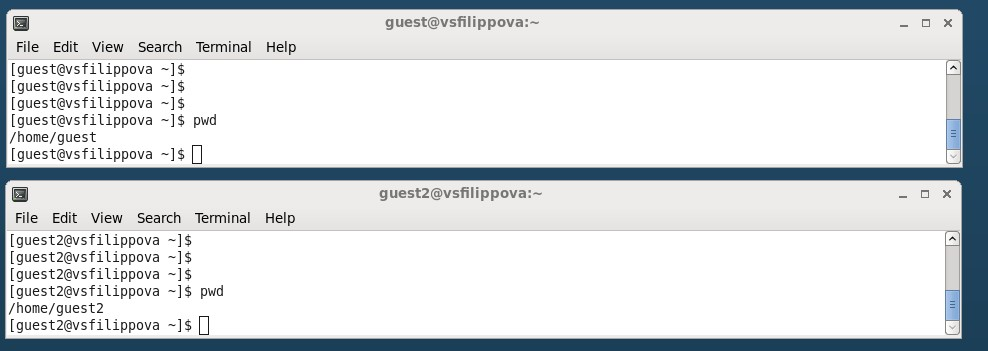 guest@vsfilippova:~
File Edit View Search Terminal Help
[guest@vsfilippova ~]$
[guest@vsfilippova ~]$
[guest@vsfilippova ~]$
[guest@vsfilippova ~]$ pwd
/home/guest
[guest@vsfilippova ~]$
guest2@vsfilippova:~
File Edit View Search Terminal Help
[guest2@vsfilippova ~]$
[guest2@vsfilippova ~]$
[guest2@vsfilippova ~]$
[guest2@vsfilippova ~]$ pwd
/home/guest2
[guest2@vsfilippova ~]$